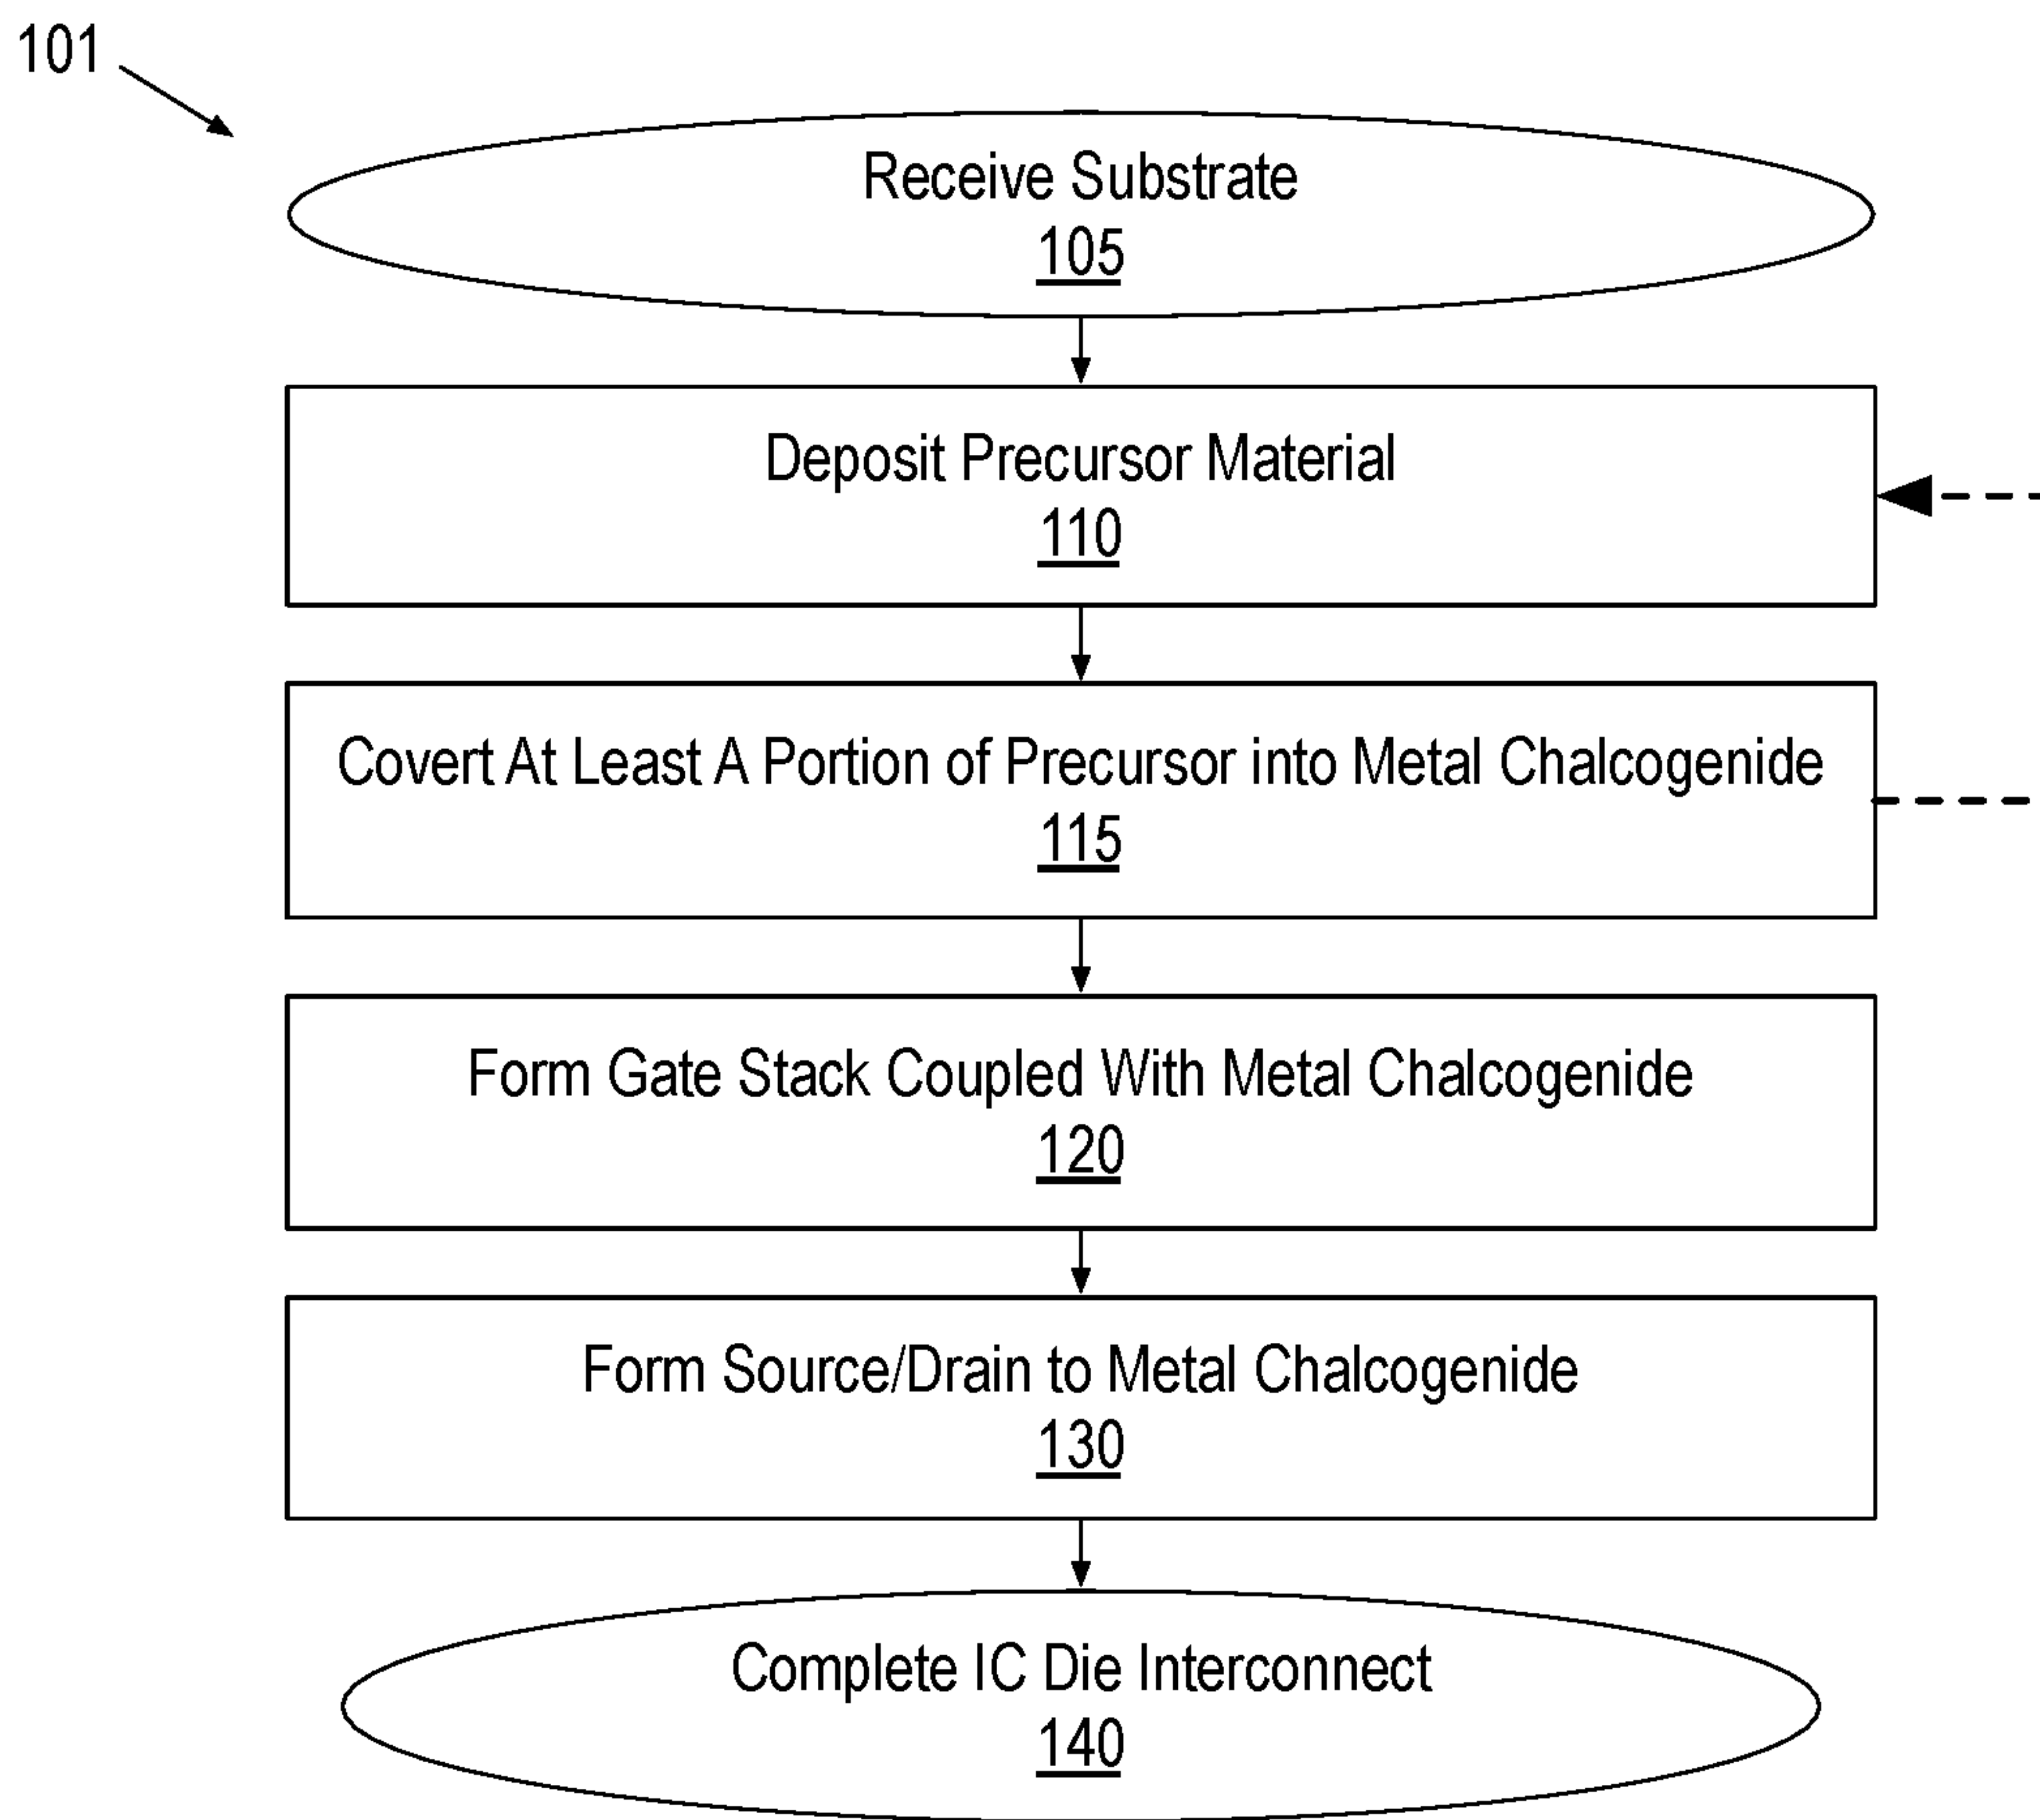 101
Receive Substrate
105
Deposit Precursor Material
110
Covert At Least A Portion of Precursor into Metal Chalcogenide
115
Form Gate Stack Coupled With Metal Chalcogenide
120
Form Source/Drain to Metal Chalcogenide
130
Complete IC Die Interconnect
140